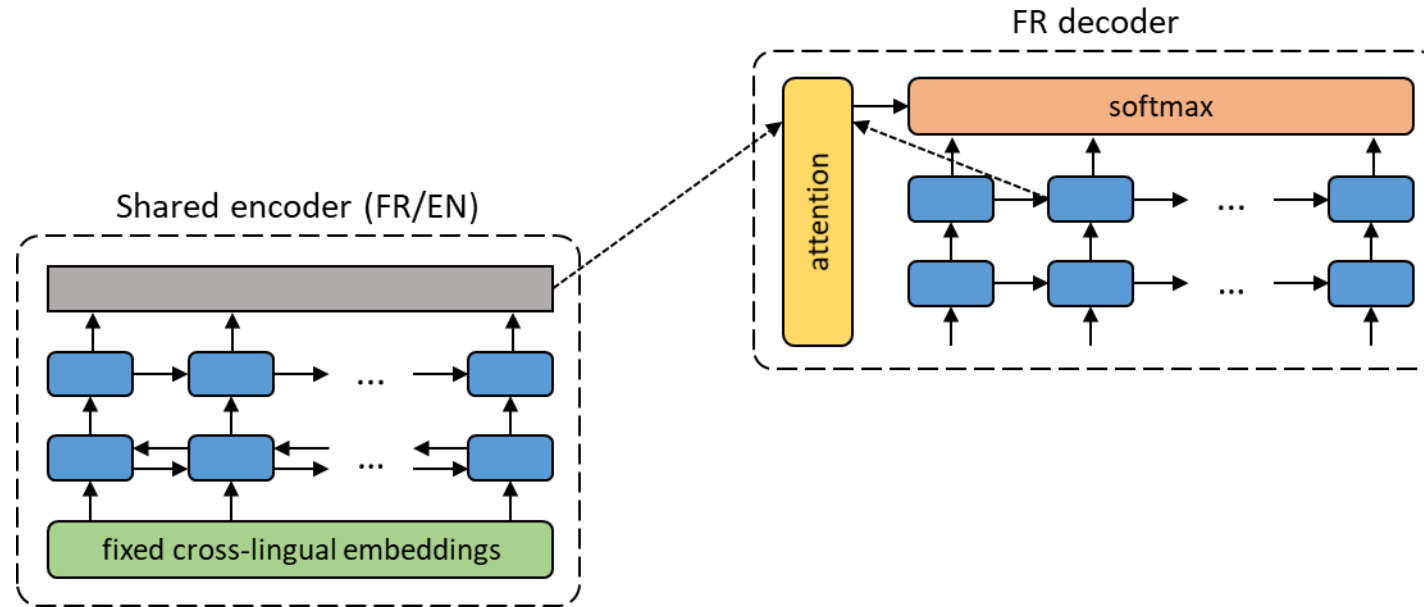 FR decoder
softmax
attention
...
...
Shared encoder (FR/EN)
...
...
fixed cross-lingual embeddings